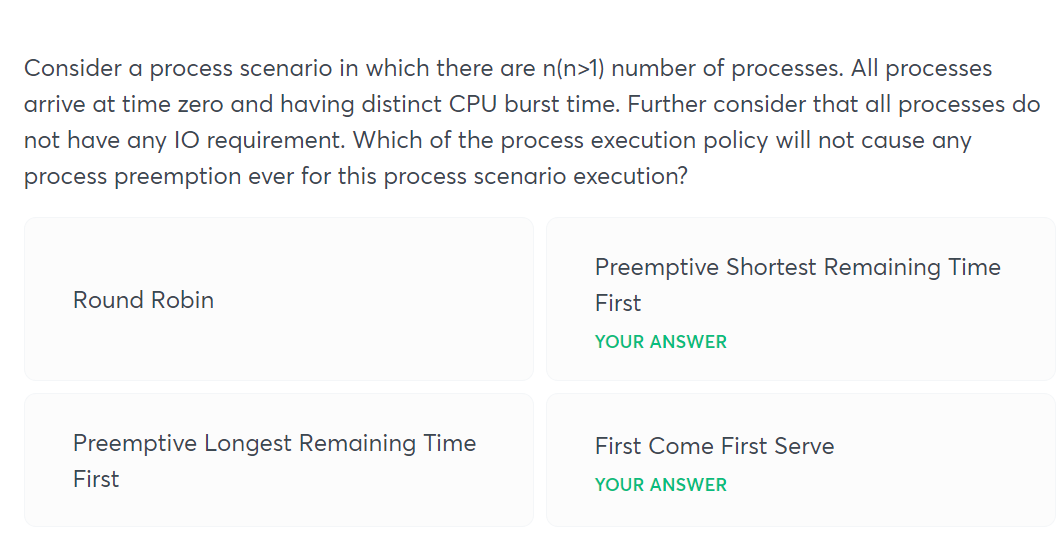 Consider a process scenario in which there are n(n>1) number of processes. All processes
arrive at time zero and having distinct CPU burst time. Further consider that all processes do
not have any IO requirement. Which of the process execution policy will not cause any
process preemption ever for this process scenario execution?
Round Robin
Preemptive Shortest Remaining Time
First
YOUR ANSWER
Preemptive Longest Remaining Time
First
First Come First Serve
YOUR ANSWER